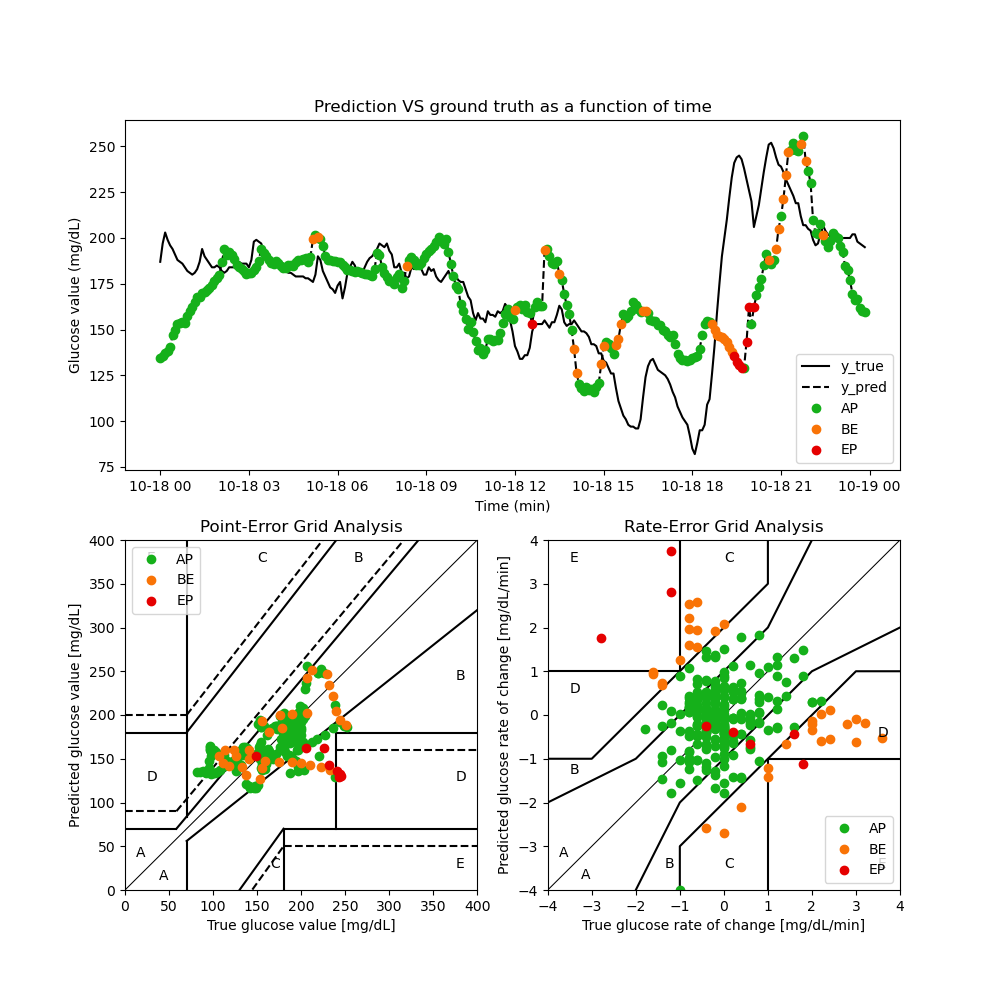 Prediction VS ground truth as a function of time
Glucose value (mg/dL)
250
225
200
175
150
125
100
75
y_true
y_pred
AP
BE
EP
10-18 00 10-18 03 10-18 06 10-18 09 10-18 12 10-18 15 10-18 18 10-18 21 10-19 00
Time (min)
Point-Error Grid Analysis
Predicted glucose value [mg/dL]
400
350
300
250
200
150
100
50
0
AP
BE
EP
C B
B
D D
A
A C E
0 50 100 150 200 250 300 350 400
True glucose value [mg/dL]
Rate-Error Grid Analysis
Predicted glucose rate of change [mg/dL/min]
4
3
2
1
0
−1
−2
−3
−4
E C
D
D
B
A B C
A
AP
BE
EP
−4 −3 −2 −1 0 1 2 3 4
True glucose rate of change [mg/dL/min]